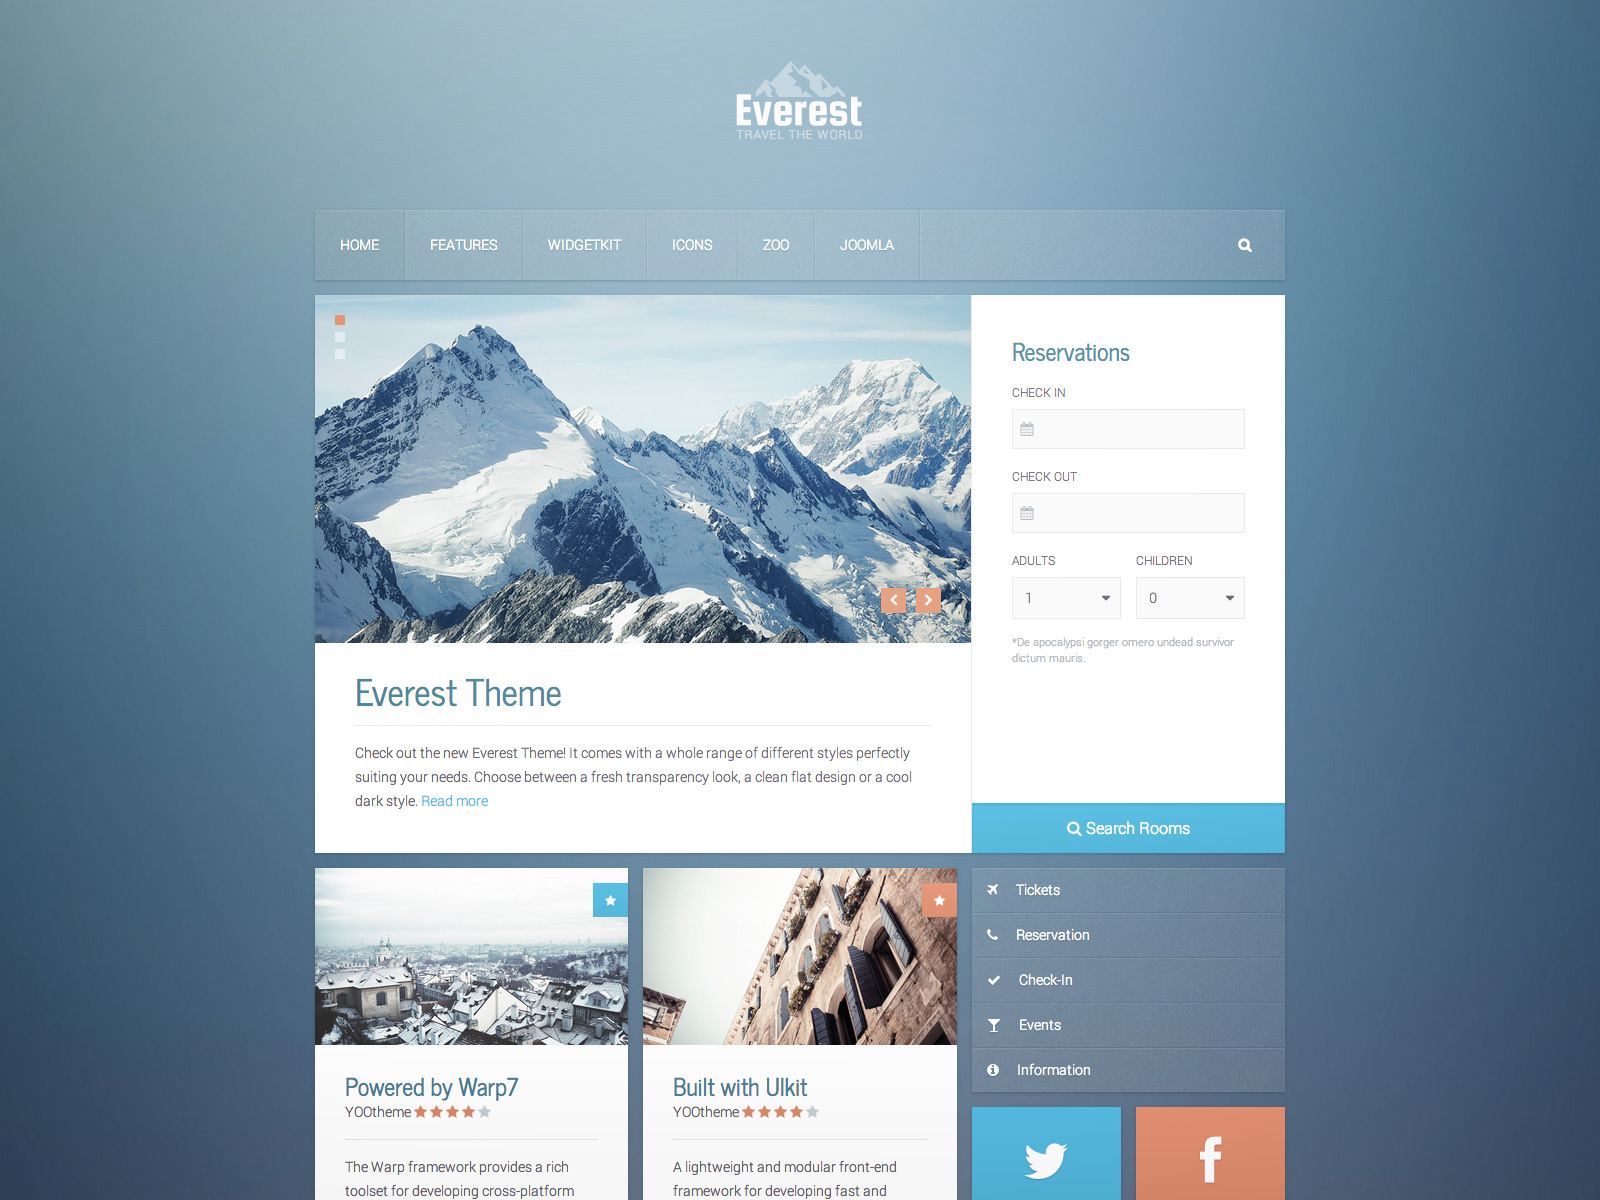 Everest
TRAVEL THE WORLD
HOME FEATURES WIDGETKIT ICONS ZOO JOOMLA
Reservations
CHECK IN
CHECK OUT
ADULTS CHILDREN
1 0
*De apocalypsi gorger omero undead survivor
dictum mauris.
Search Rooms
Everest Theme
Check out the new Everest Theme! It comes with a whole range of different styles perfectly
suiting your needs. Choose between a fresh transparency look, a clean flat design or a cool
dark style. Read more
Powered by Warp7
YOOtheme
The Warp framework provides a rich
toolset for developing cross-platform
Built with UIkit
YOOtheme
A lightweight and modular front-end
framework for developing fast and
Tickets
Reservation
Check-In
Events
Information